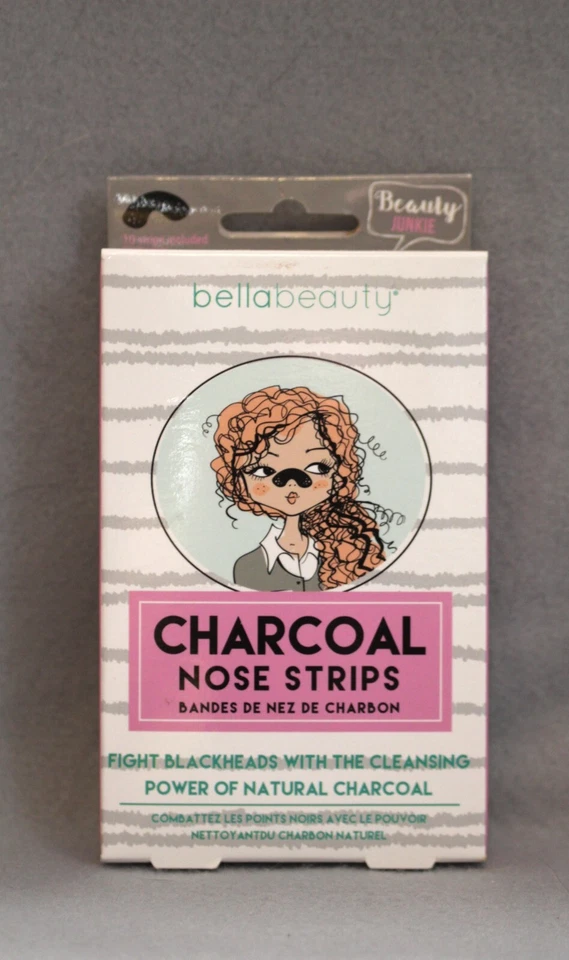 Beauty
JUNKIE
included
bellabeauty®
CHARCOAL
NOSE STRIPS
BANDES DE NEZ DE CHARBON
FIGHT BLACKHEADS WITH THE CLEANSING
POWER OF NATURAL CHARCOAL
COMBATTEZ LES POINTS NOIRS AVEC LE POUVOIR
NETTOYANTDU CHARBON NATUREL